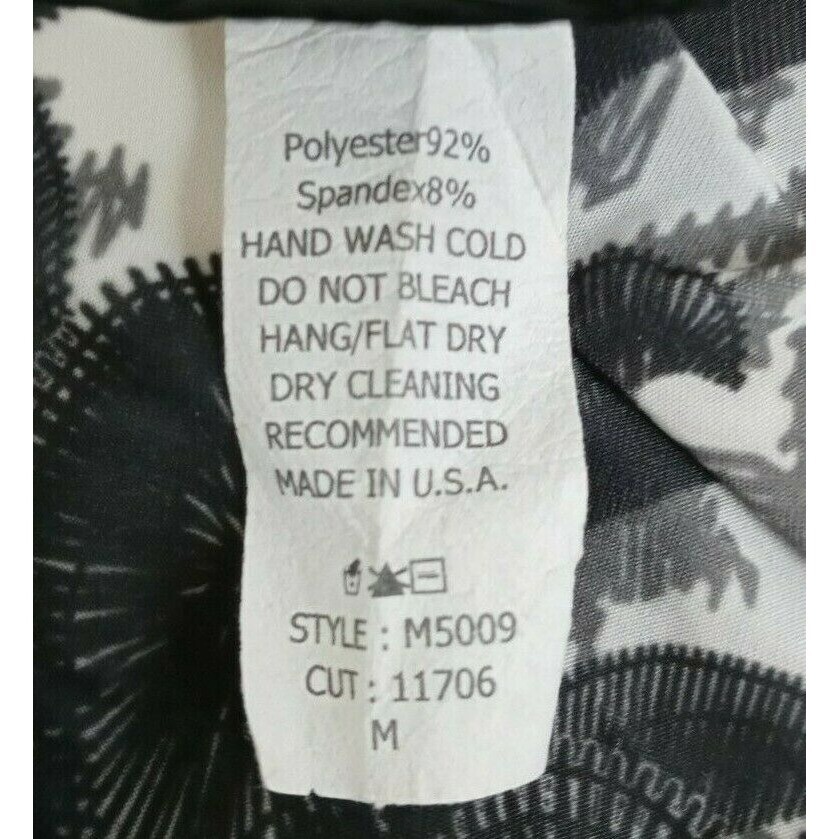 Polyester92%
Spandex8%
HAND WASH COLD
DO NOT BLEACH
HANG/FLAT DRY
DRY CLEANING
RECOMMENDED
MADE IN U.S.A.
STYLE : M5009
CUT : 11706
M